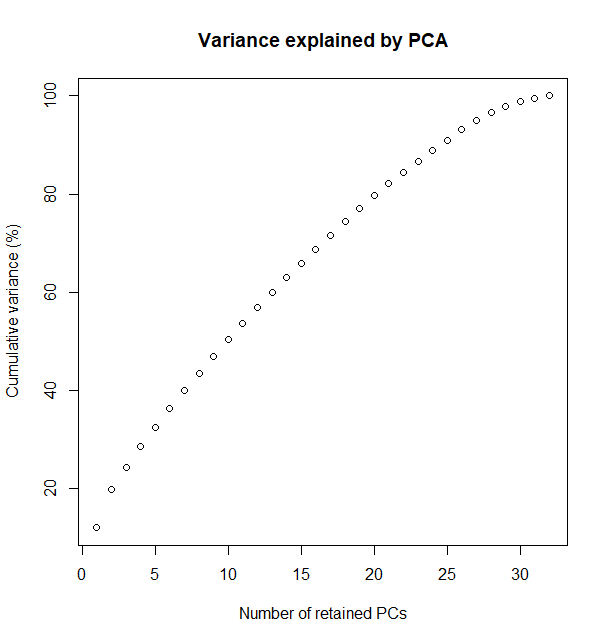 Variance explained by PCA
Cumulative variance (%)
100
80
60
40
20
0 5 10 15 20 25 30
Number of retained PCs